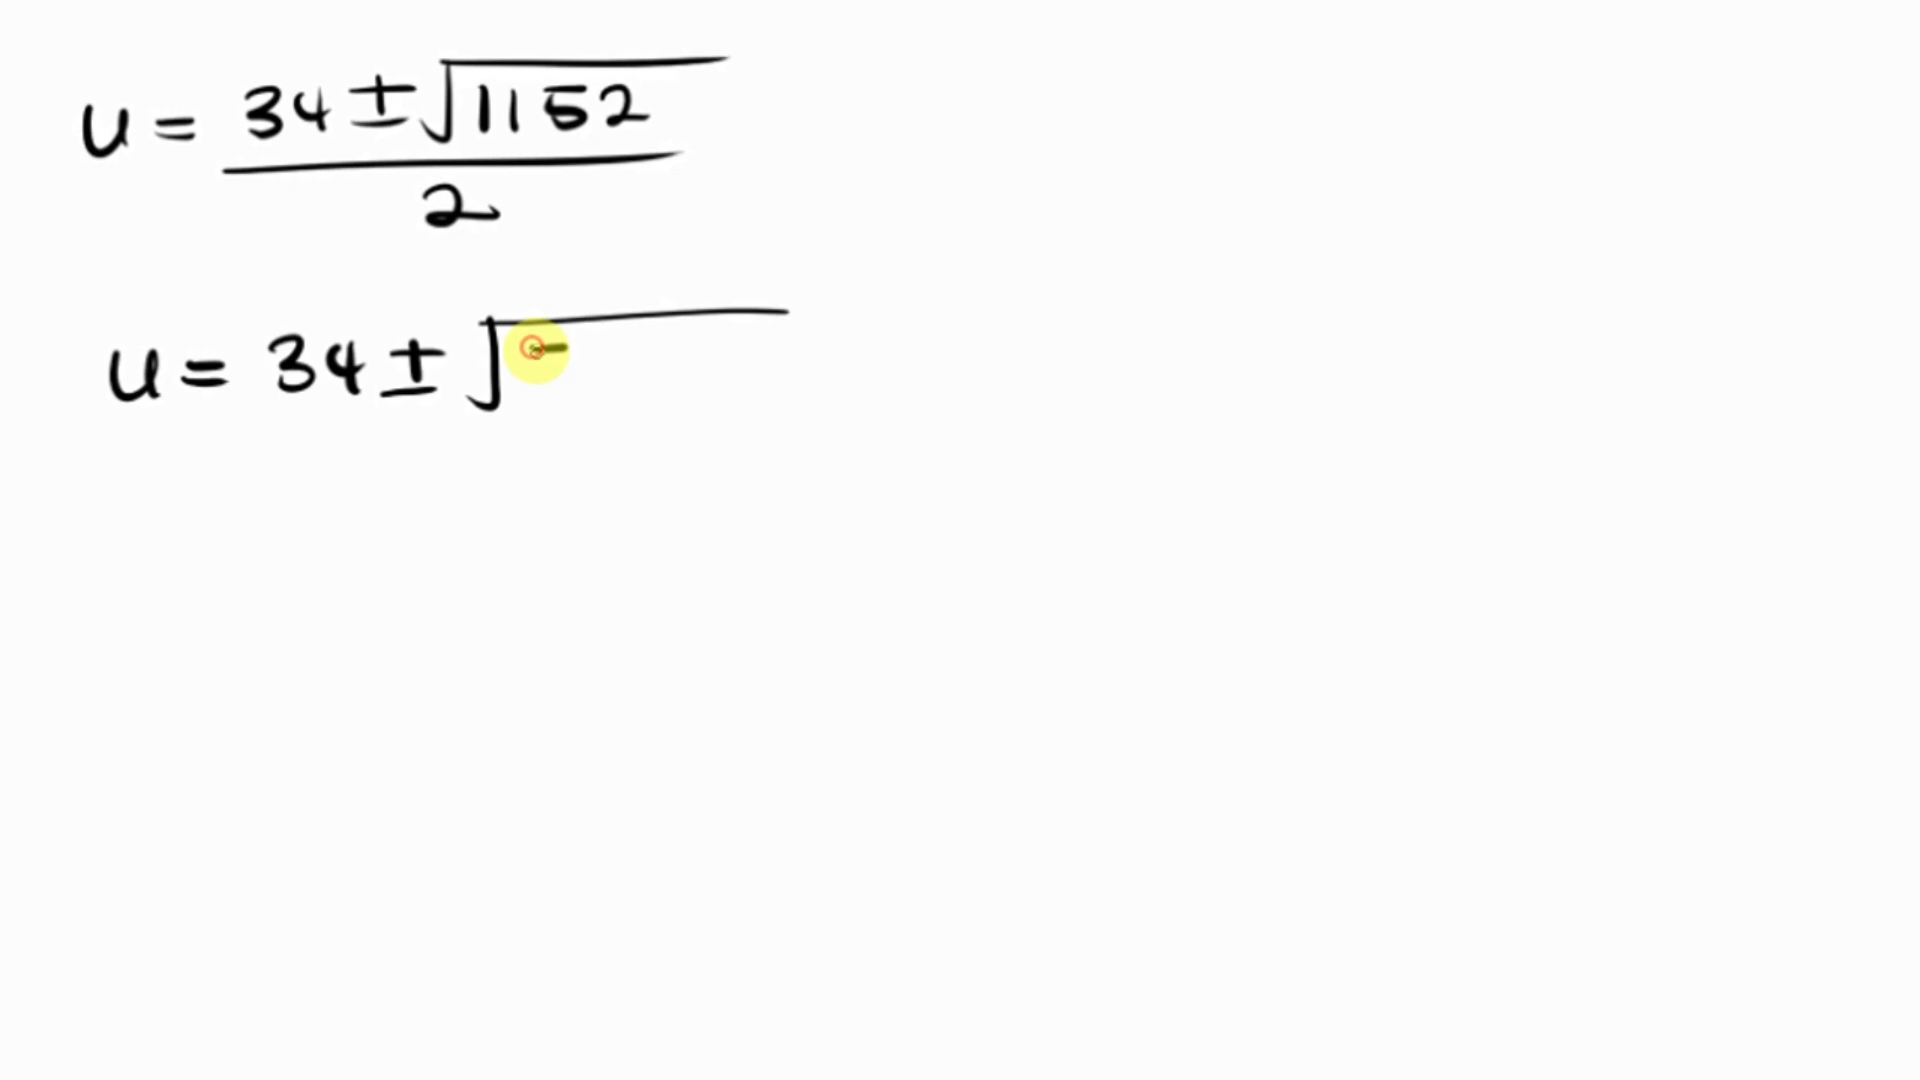 u = 34 ± √1152
2
u = 34 ± √